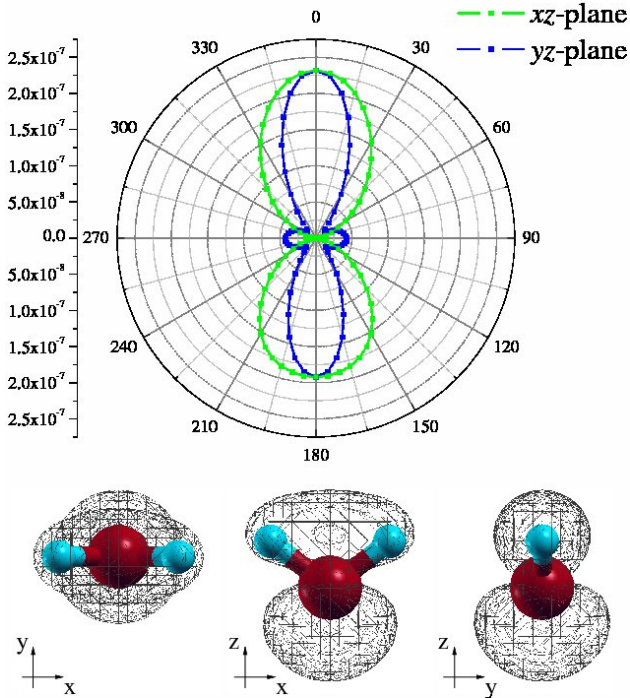 xz-plane
yz-plane
0
30
60
90
120
150
180
210
240
270
300
330
2.5x10-7
2.0x10-7
1.5x10-7
1.0x10-7
5.0x10-8
0.0
5.0x10-8
1.0x10-7
1.5x10-7
2.0x10-7
2.5x10-7
y
x
z
x
z
y